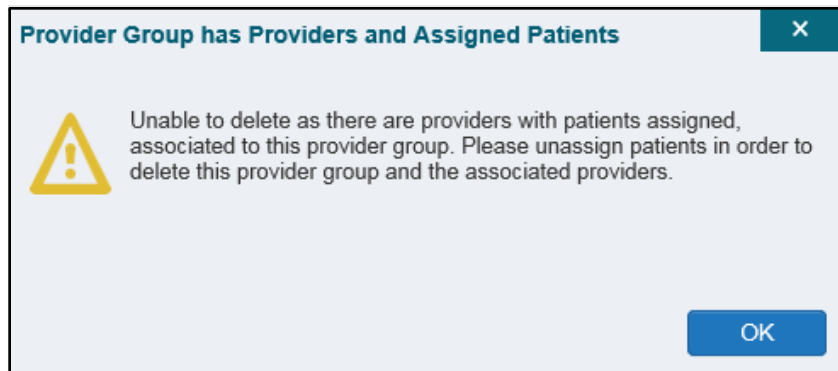 Provider Group has Providers and Assigned Patients
Unable to delete as there are providers with patients assigned,
associated to this provider group. Please unassign patients in order to
delete this provider group and the associated providers.
OK